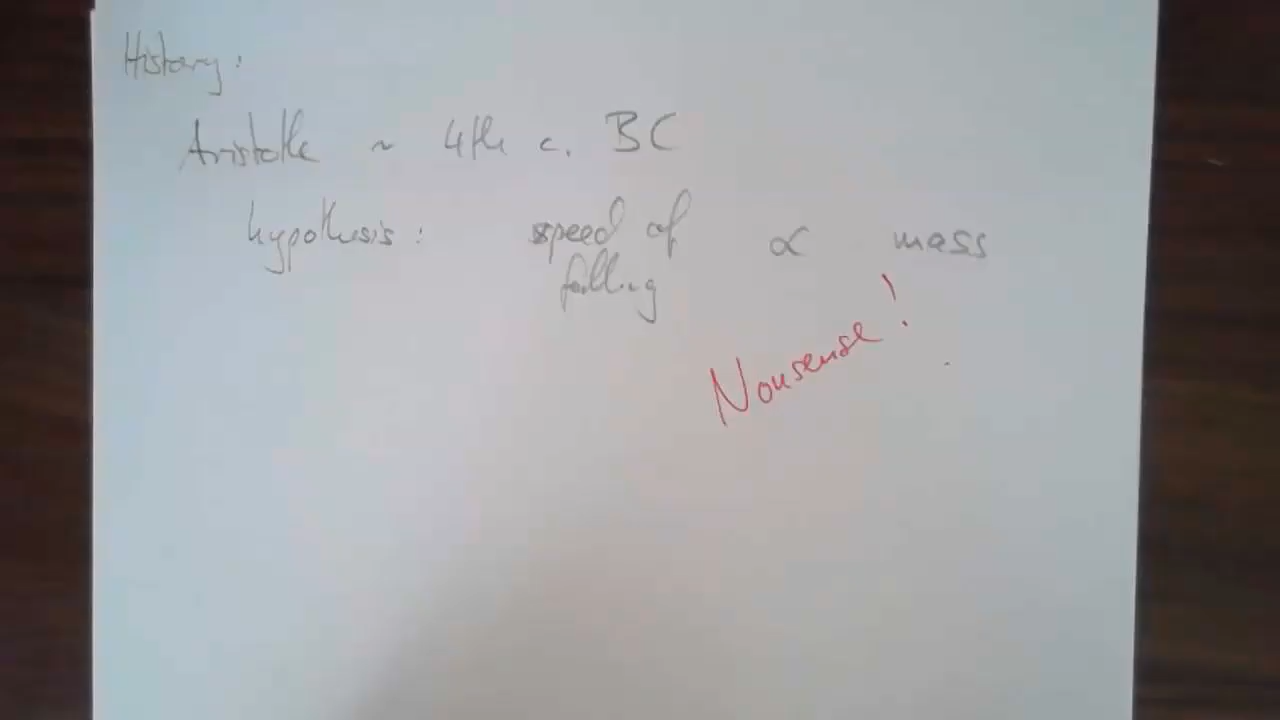 History:
Aristotle ~ 4th c. BC
hypothesis: speed of falling ∝ mass
Nonsense!